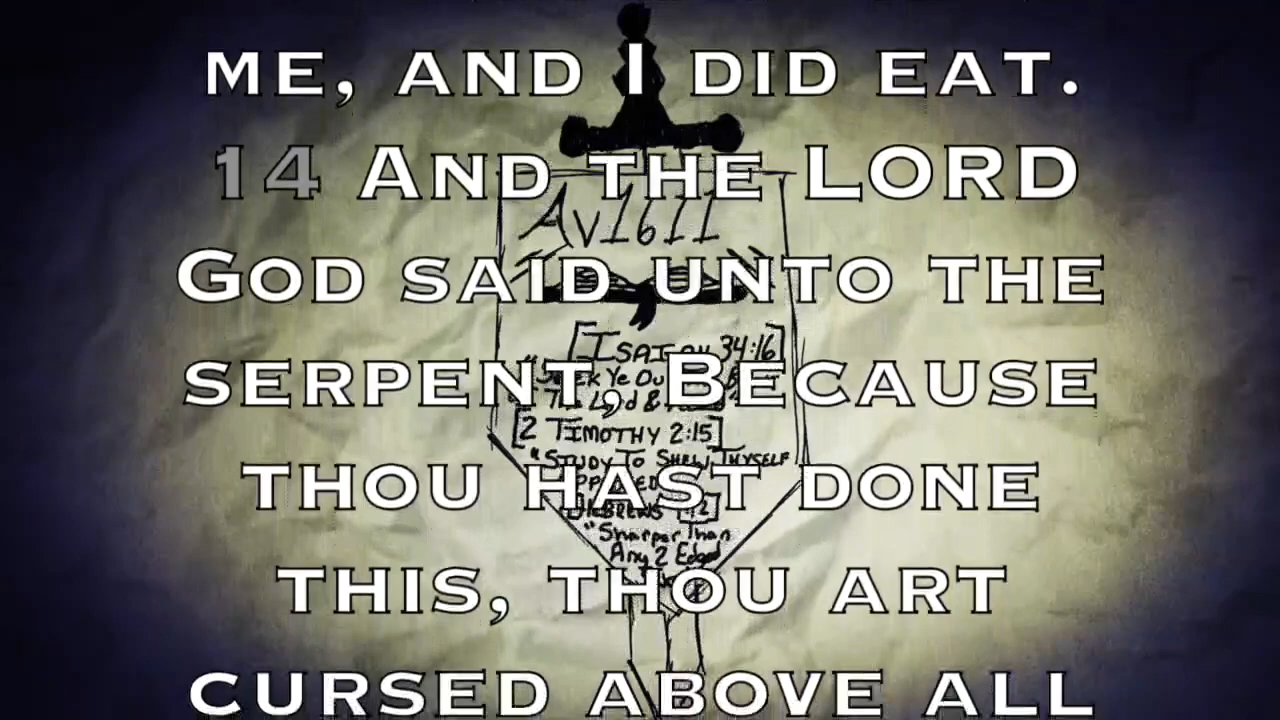 ME, AND I DID EAT.
14 AND THE LORD
Av1611
GOD SAID UNTO THE
[ISAIAH 34:16]
SERPENT, BECAUSE
[2 TIMOTHY 2:15]
"STUDY TO SHEW THYSELF
THOU HAST DONE
"Sharper Than
Any 2 Edged
THIS, THOU ART
CURSED ABOVE ALL